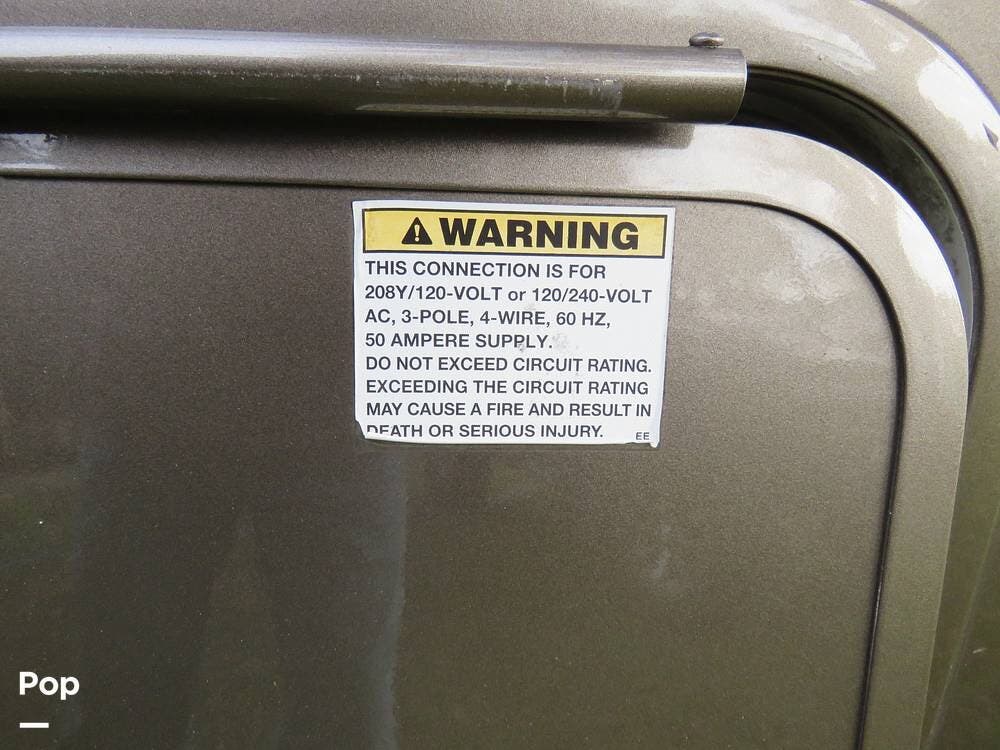 WARNING
THIS CONNECTION IS FOR
208Y/120-VOLT or 120/240-VOLT
AC, 3-POLE, 4-WIRE, 60 HZ,
50 AMPERE SUPPLY.
DO NOT EXCEED CIRCUIT RATING.
EXCEEDING THE CIRCUIT RATING
MAY CAUSE A FIRE AND RESULT IN
DEATH OR SERIOUS INJURY. EE
Pop